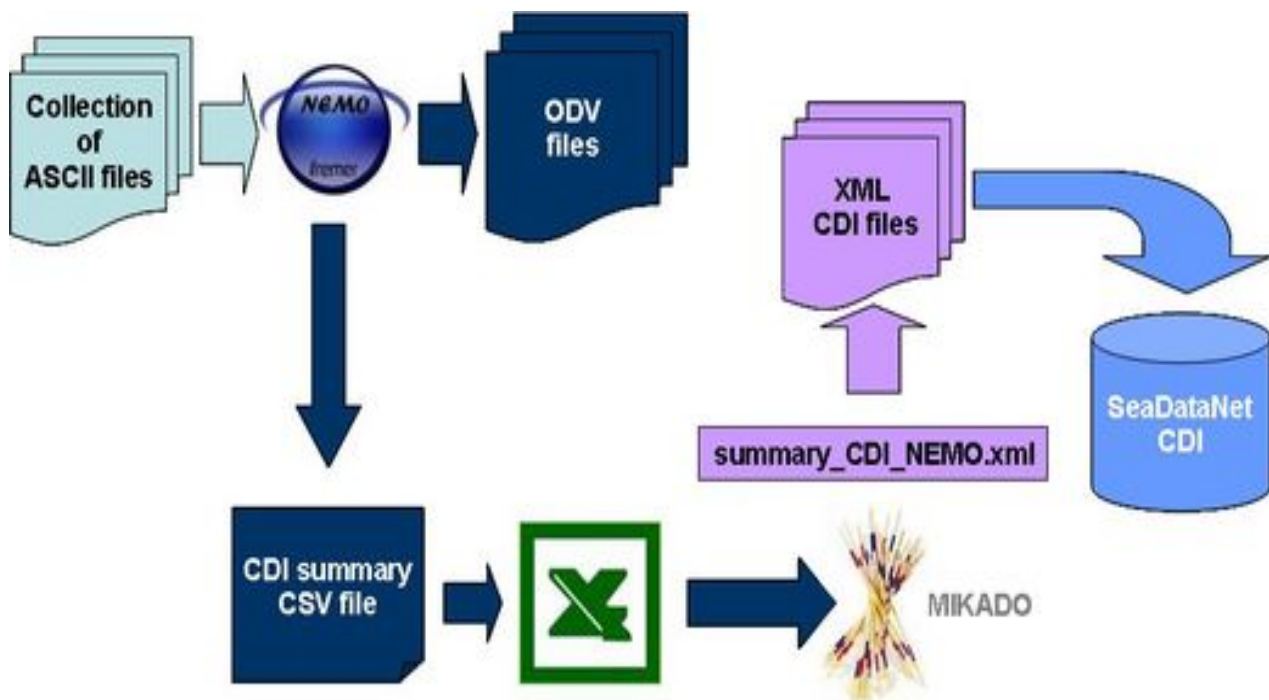 Collection
of
ASCII files
NEMO
Ifremer
ODV
files
XML
CDI files
SeaDataNet
CDI
summary_CDI_NEMO.xml
CDI summary
CSV file
MIKADO